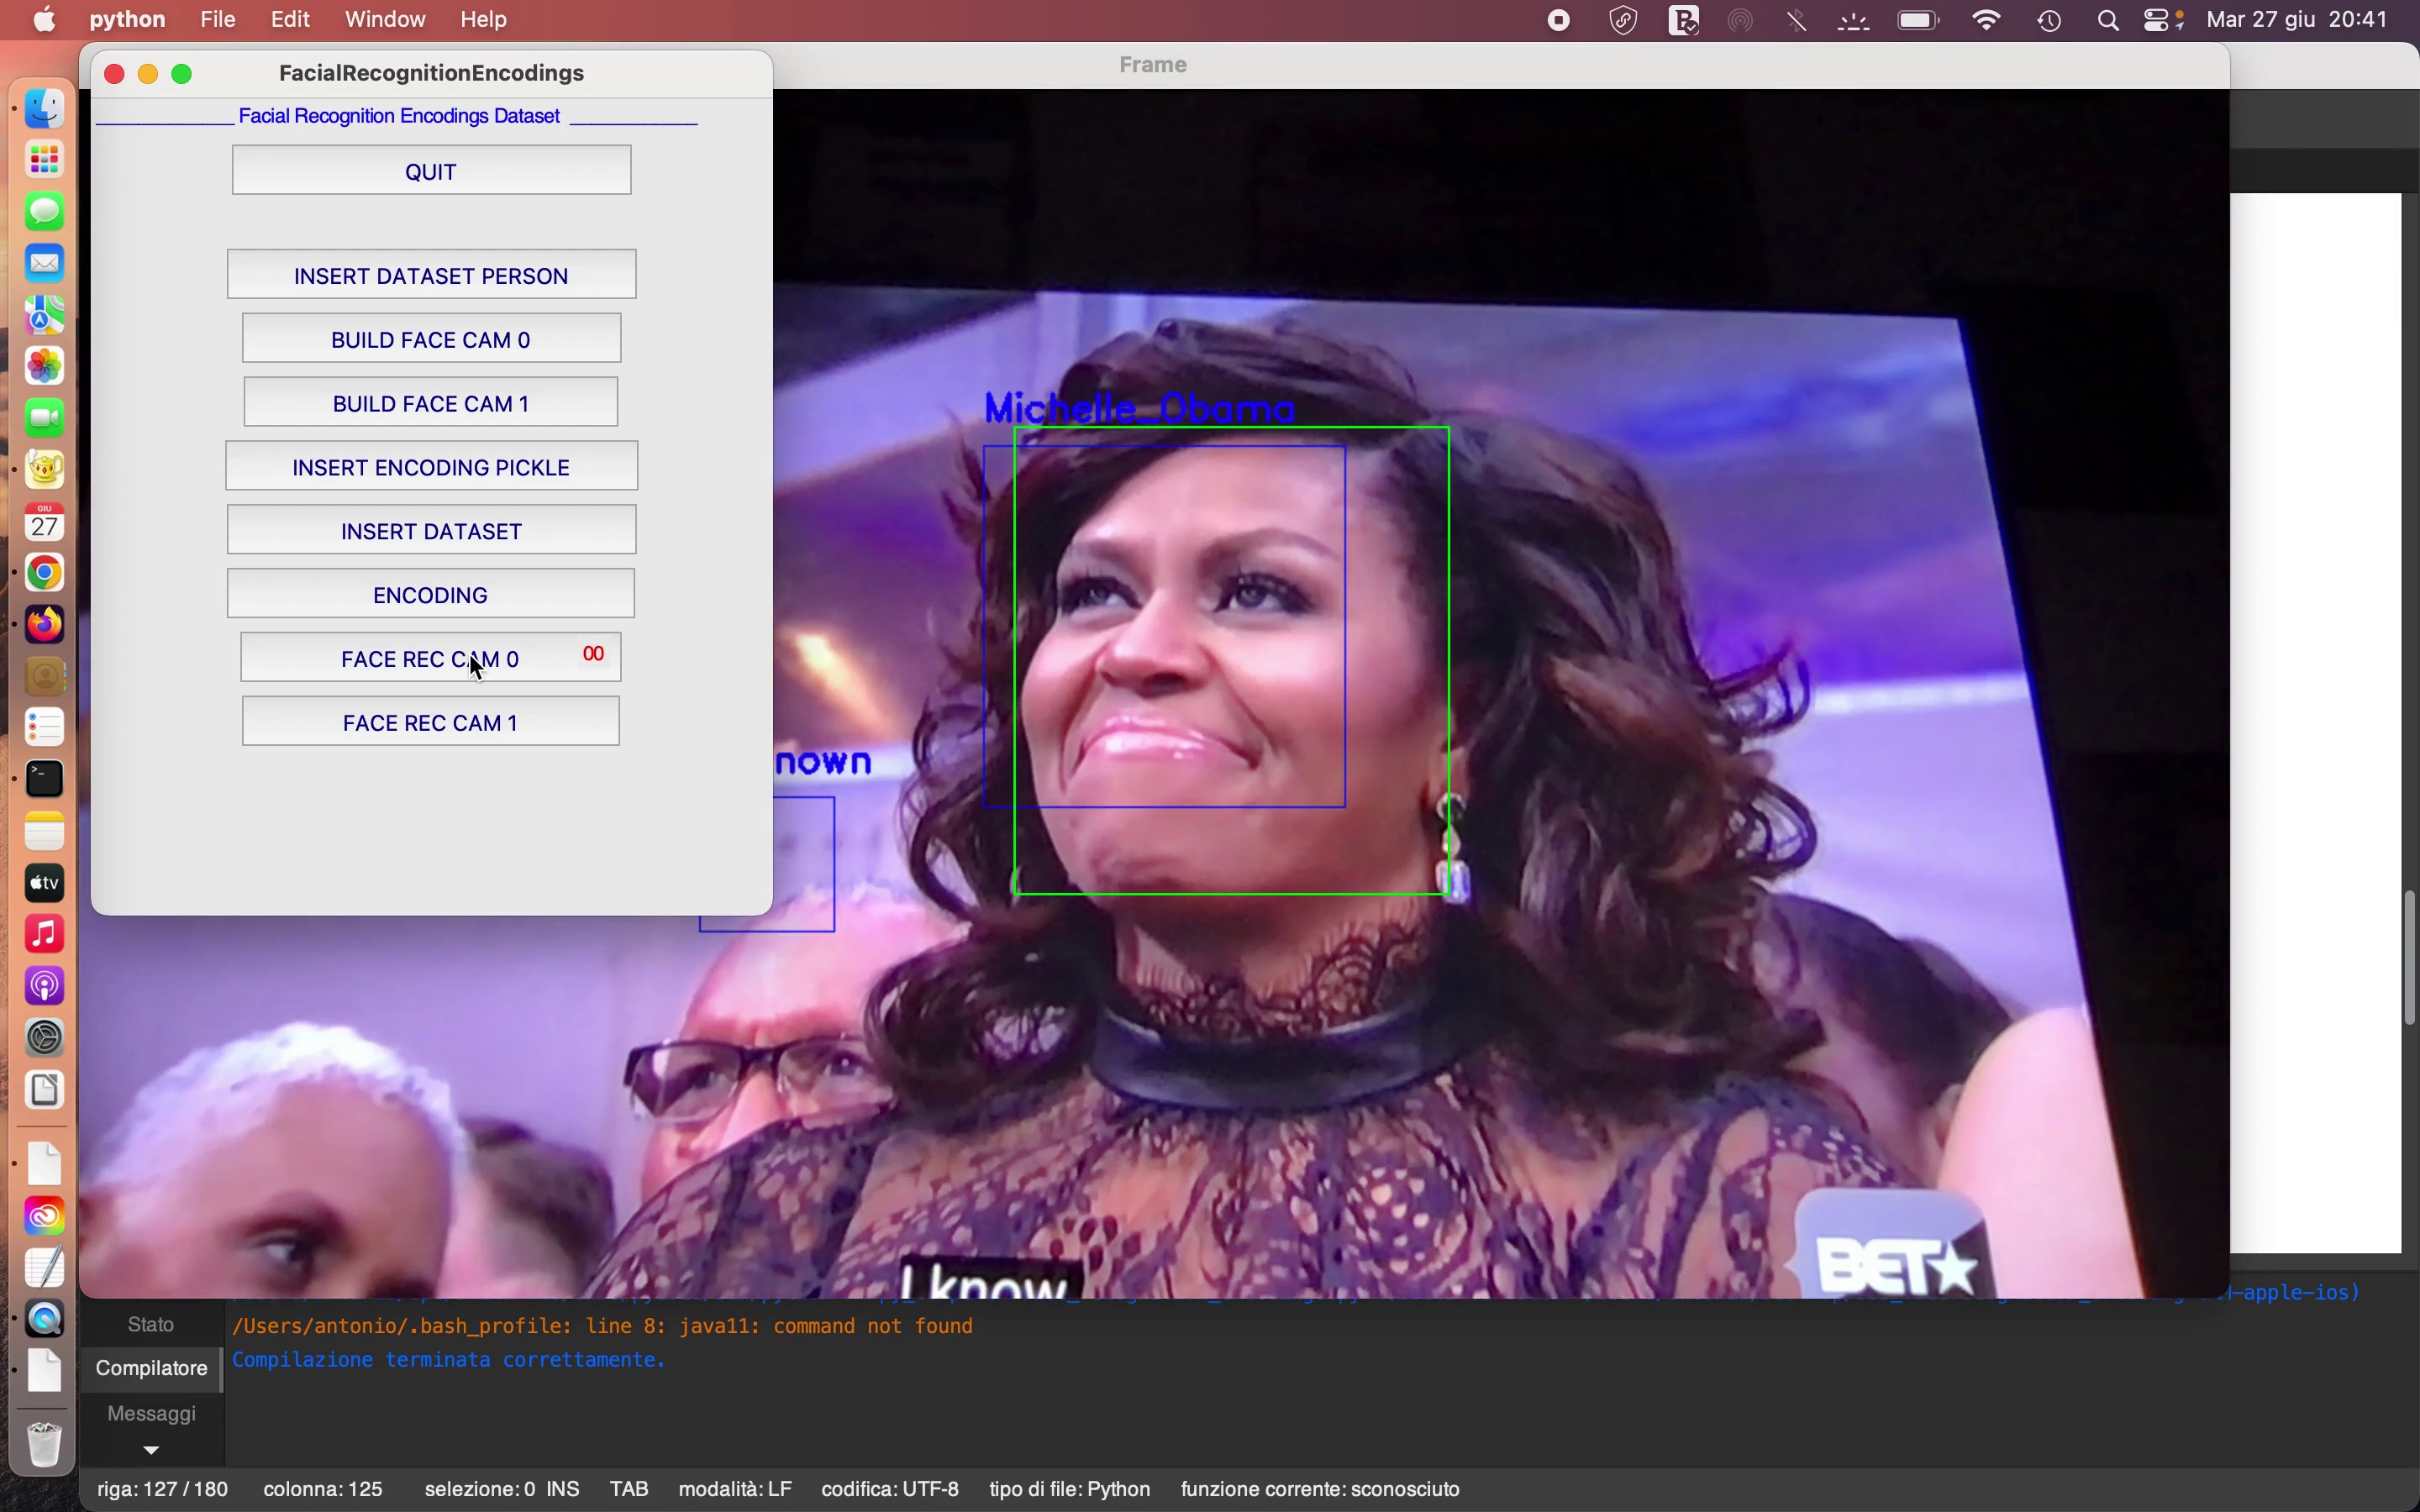 python File Edit Window Help
Mar 27 giu 20:41
FacialRecognitionEncodings
Frame
Facial Recognition Encodings Dataset
QUIT
INSERT DATASET PERSON
BUILD FACE CAM 0
BUILD FACE CAM 1
INSERT ENCODING PICKLE
INSERT DATASET
ENCODING
FACE REC CAM 0 00
FACE REC CAM 1
Michelle_Obama
nown
GIU
27
tv
I know
BET
-apple-ios)
Stato
/Users/antonio/.bash_profile: line 8: java11: command not found
Compilatore
Compilazione terminata correttamente.
Messaggi
riga: 127 / 180 colonna: 125 selezione: 0 INS TAB modalità: LF codifica: UTF-8 tipo di file: Python funzione corrente: sconosciuto